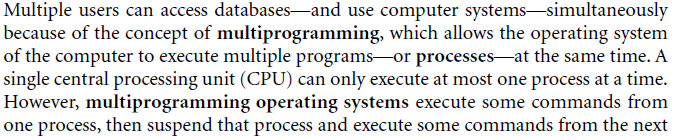 Multiple users can access databases—and use computer systems—simultaneously
because of the concept of multiprogramming, which allows the operating system
of the computer to execute multiple programs—or processes—at the same time. A
single central processing unit (CPU) can only execute at most one process at a time.
However, multiprogramming operating systems execute some commands from
one process, then suspend that process and execute some commands from the next